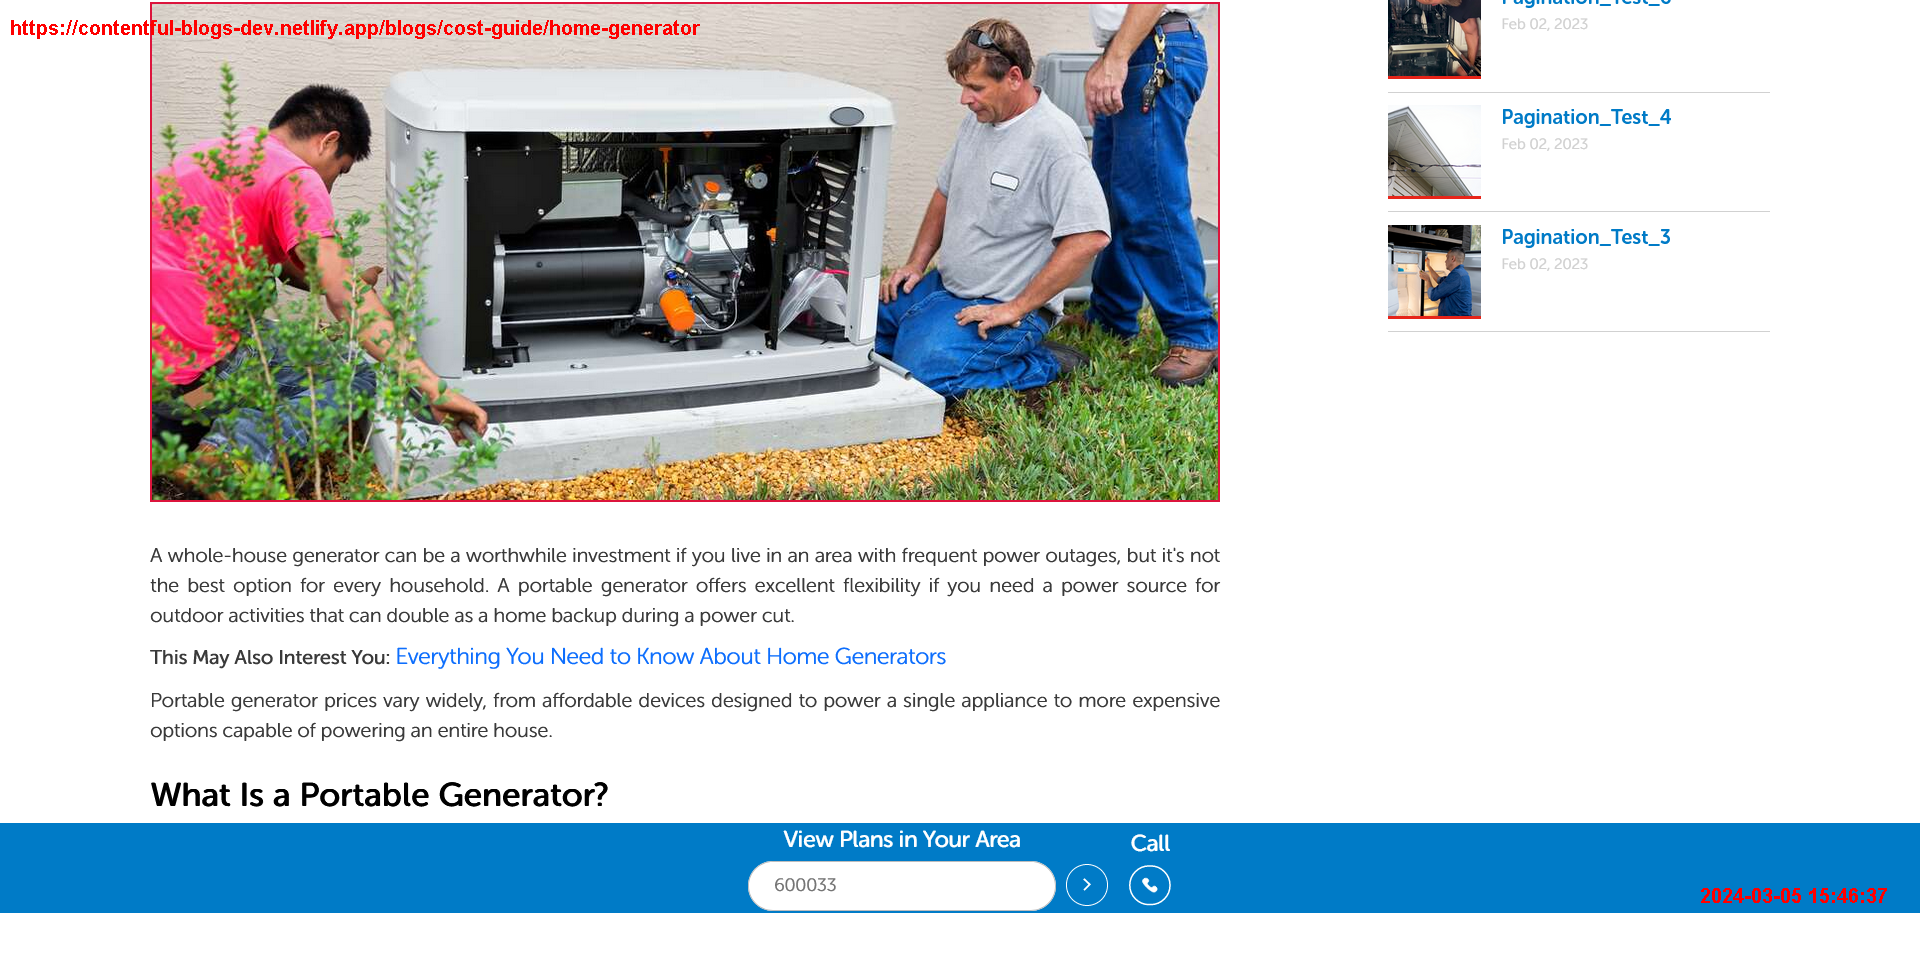 https://contentful-blogs-dev.netlify.app/blogs/cost-guide/home-generator
Feb 02, 2023
Pagination_Test_4
Feb 02, 2023
Pagination_Test_3
Feb 02, 2023
A whole-house generator can be a worthwhile investment if you live in an area with frequent power outages, but it's not
the best option for every household. A portable generator offers excellent flexibility if you need a power source for
outdoor activities that can double as a home backup during a power cut.
This May Also Interest You: Everything You Need to Know About Home Generators
Portable generator prices vary widely, from affordable devices designed to power a single appliance to more expensive
options capable of powering an entire house.
What Is a Portable Generator?
View Plans in Your Area
Call
600033
2024-03-05 15:46:37